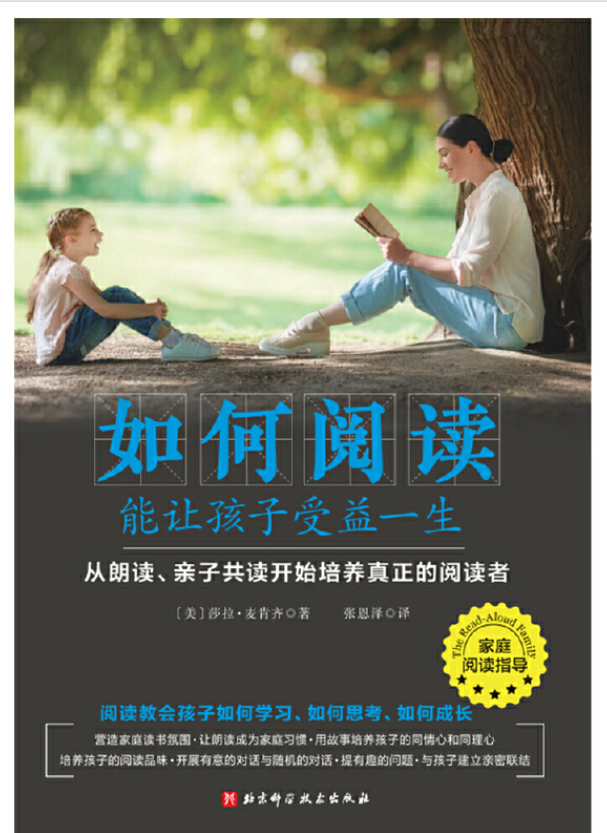 如何阅读
能让孩子受益一生
从朗读、亲子共读开始培养真正的阅读者
［美］莎拉·麦肯齐◎著 张恩泽◎译
The Read-Aloud Family
家庭
阅读指导
阅读教会孩子如何学习、如何思考、如何成长
营造家庭读书氛围·让朗读成为家庭习惯·用故事培养孩子的同情心和同理心
培养孩子的阅读品味·开展有意的对话与随机的对话·提有趣的问题·与孩子建立亲密联结
北京科学技术出版社